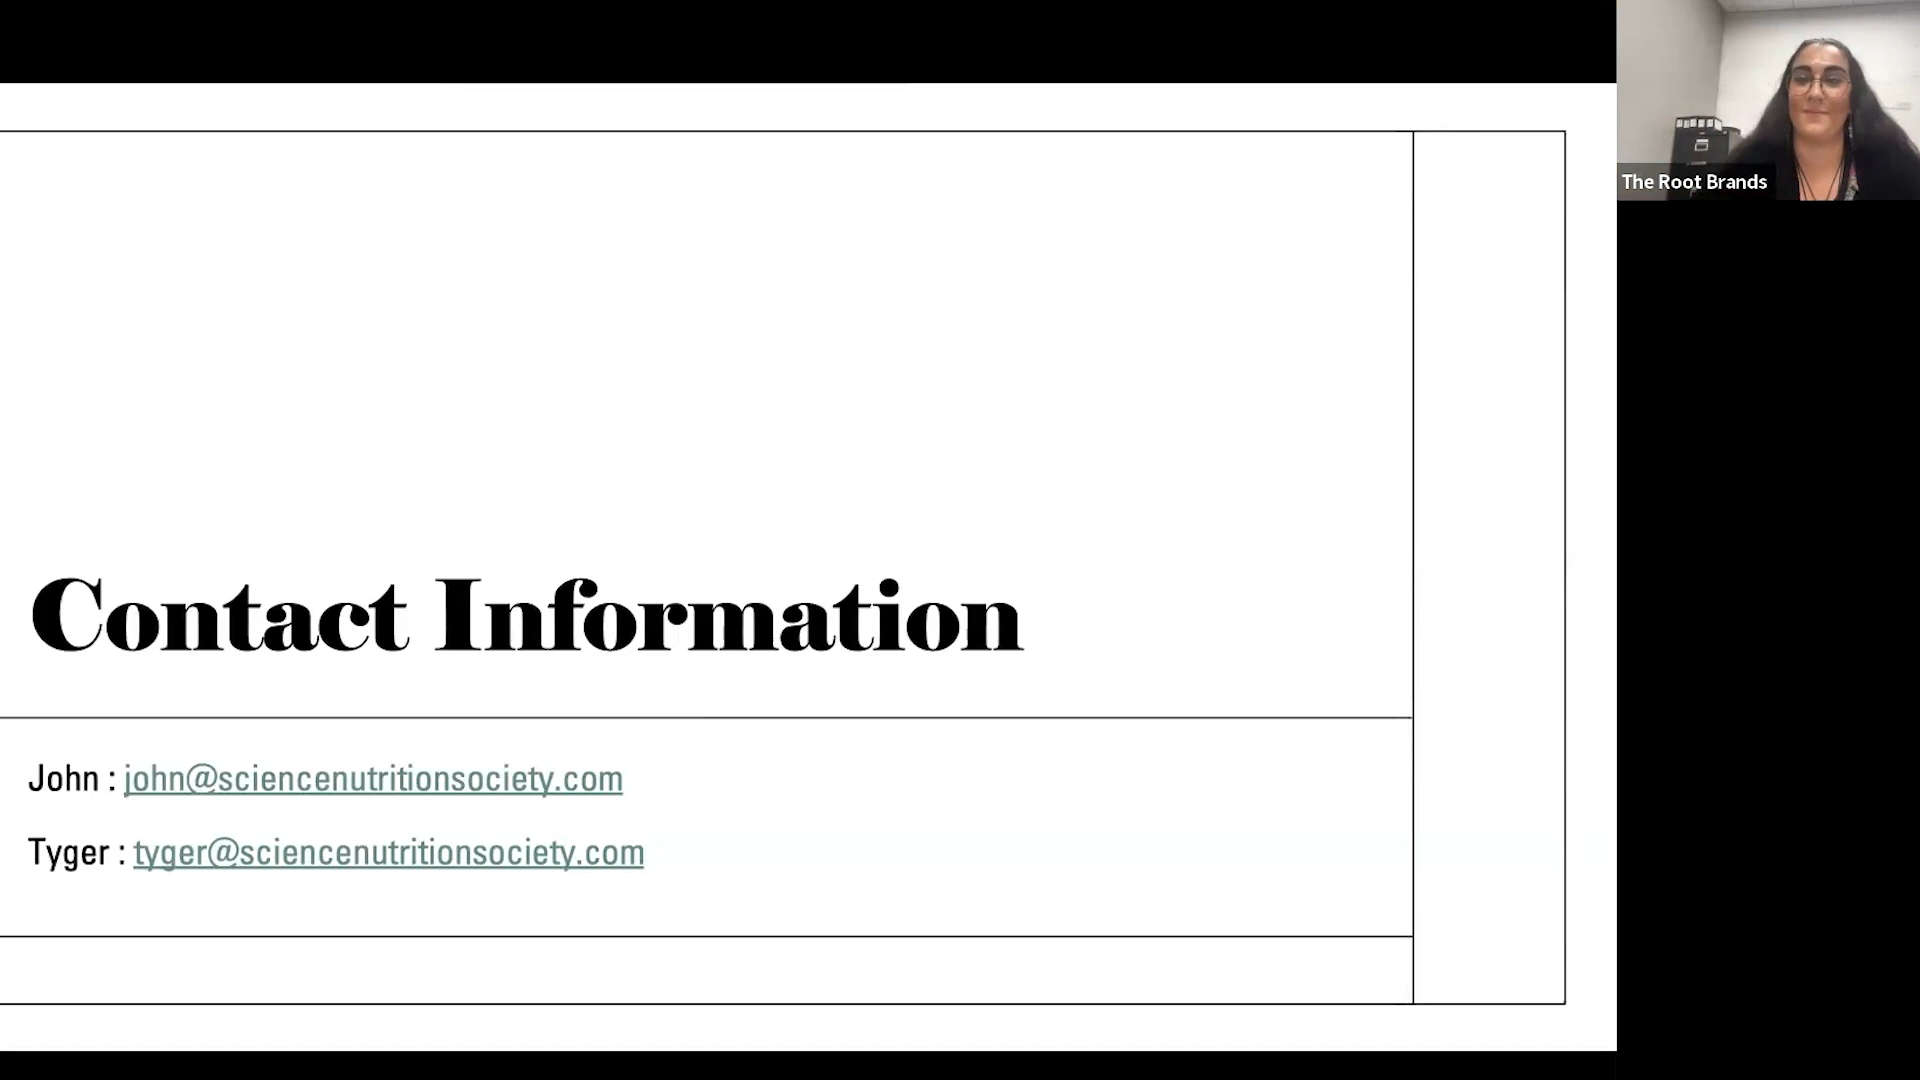 The Root Brands
Contact Information
John : john@sciencenutritionsociety.com
Tyger : tyger@sciencenutritionsociety.com